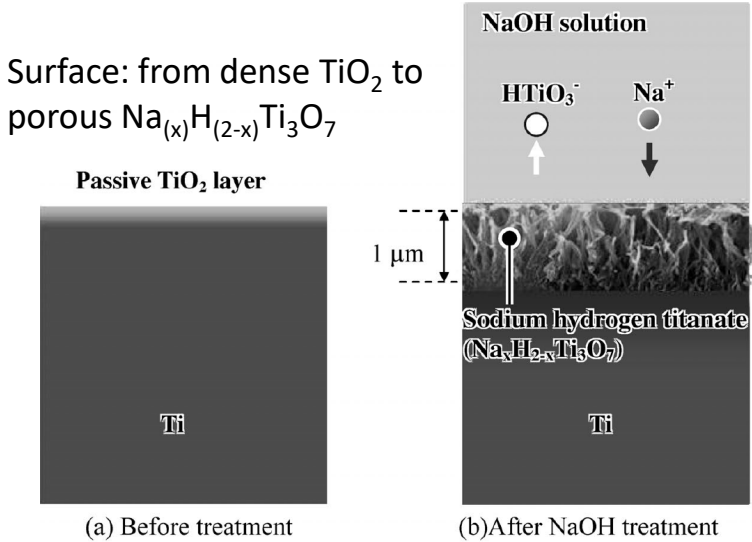 Surface: from dense TiO₂ to
porous Na₍ₓ₎H₍₂₋ₓ₎Ti₃O₇
Passive TiO₂ layer
Ti
(a) Before treatment
NaOH solution
HTiO₃⁻
Na⁺
1 μm
Sodium hydrogen titanate
(NaₓH₂₋ₓTi₃O₇)
Ti
(b)After NaOH treatment